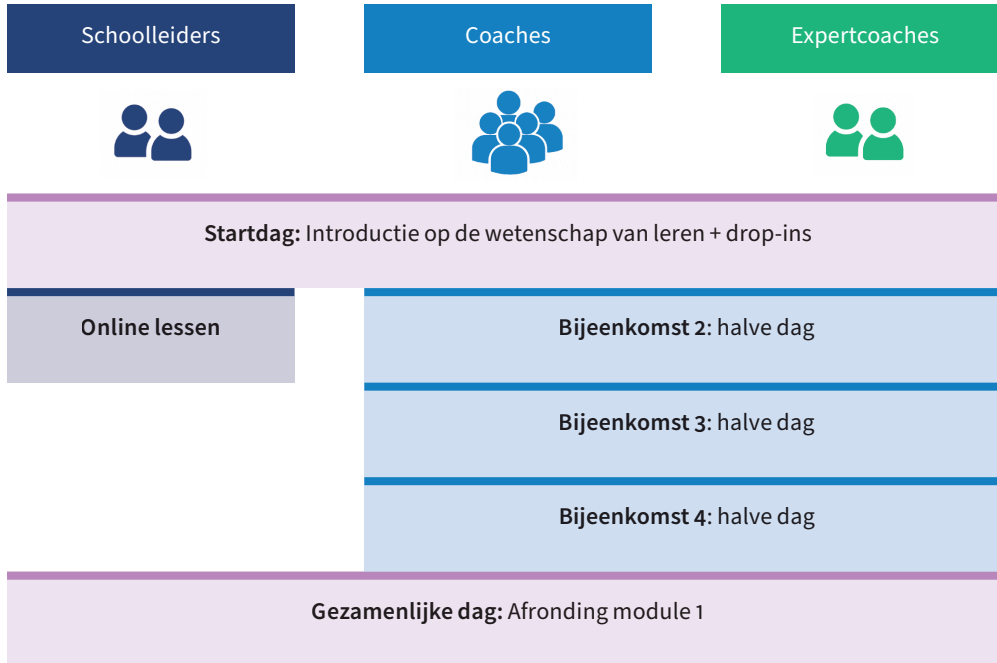 Schoolleiders
Coaches
Expertcoaches
Startdag: Introductie op de wetenschap van leren + drop-ins
Online lessen
Bijeenkomst 2: halve dag
Bijeenkomst 3: halve dag
Bijeenkomst 4: halve dag
Gezamenlijke dag: Afronding module 1